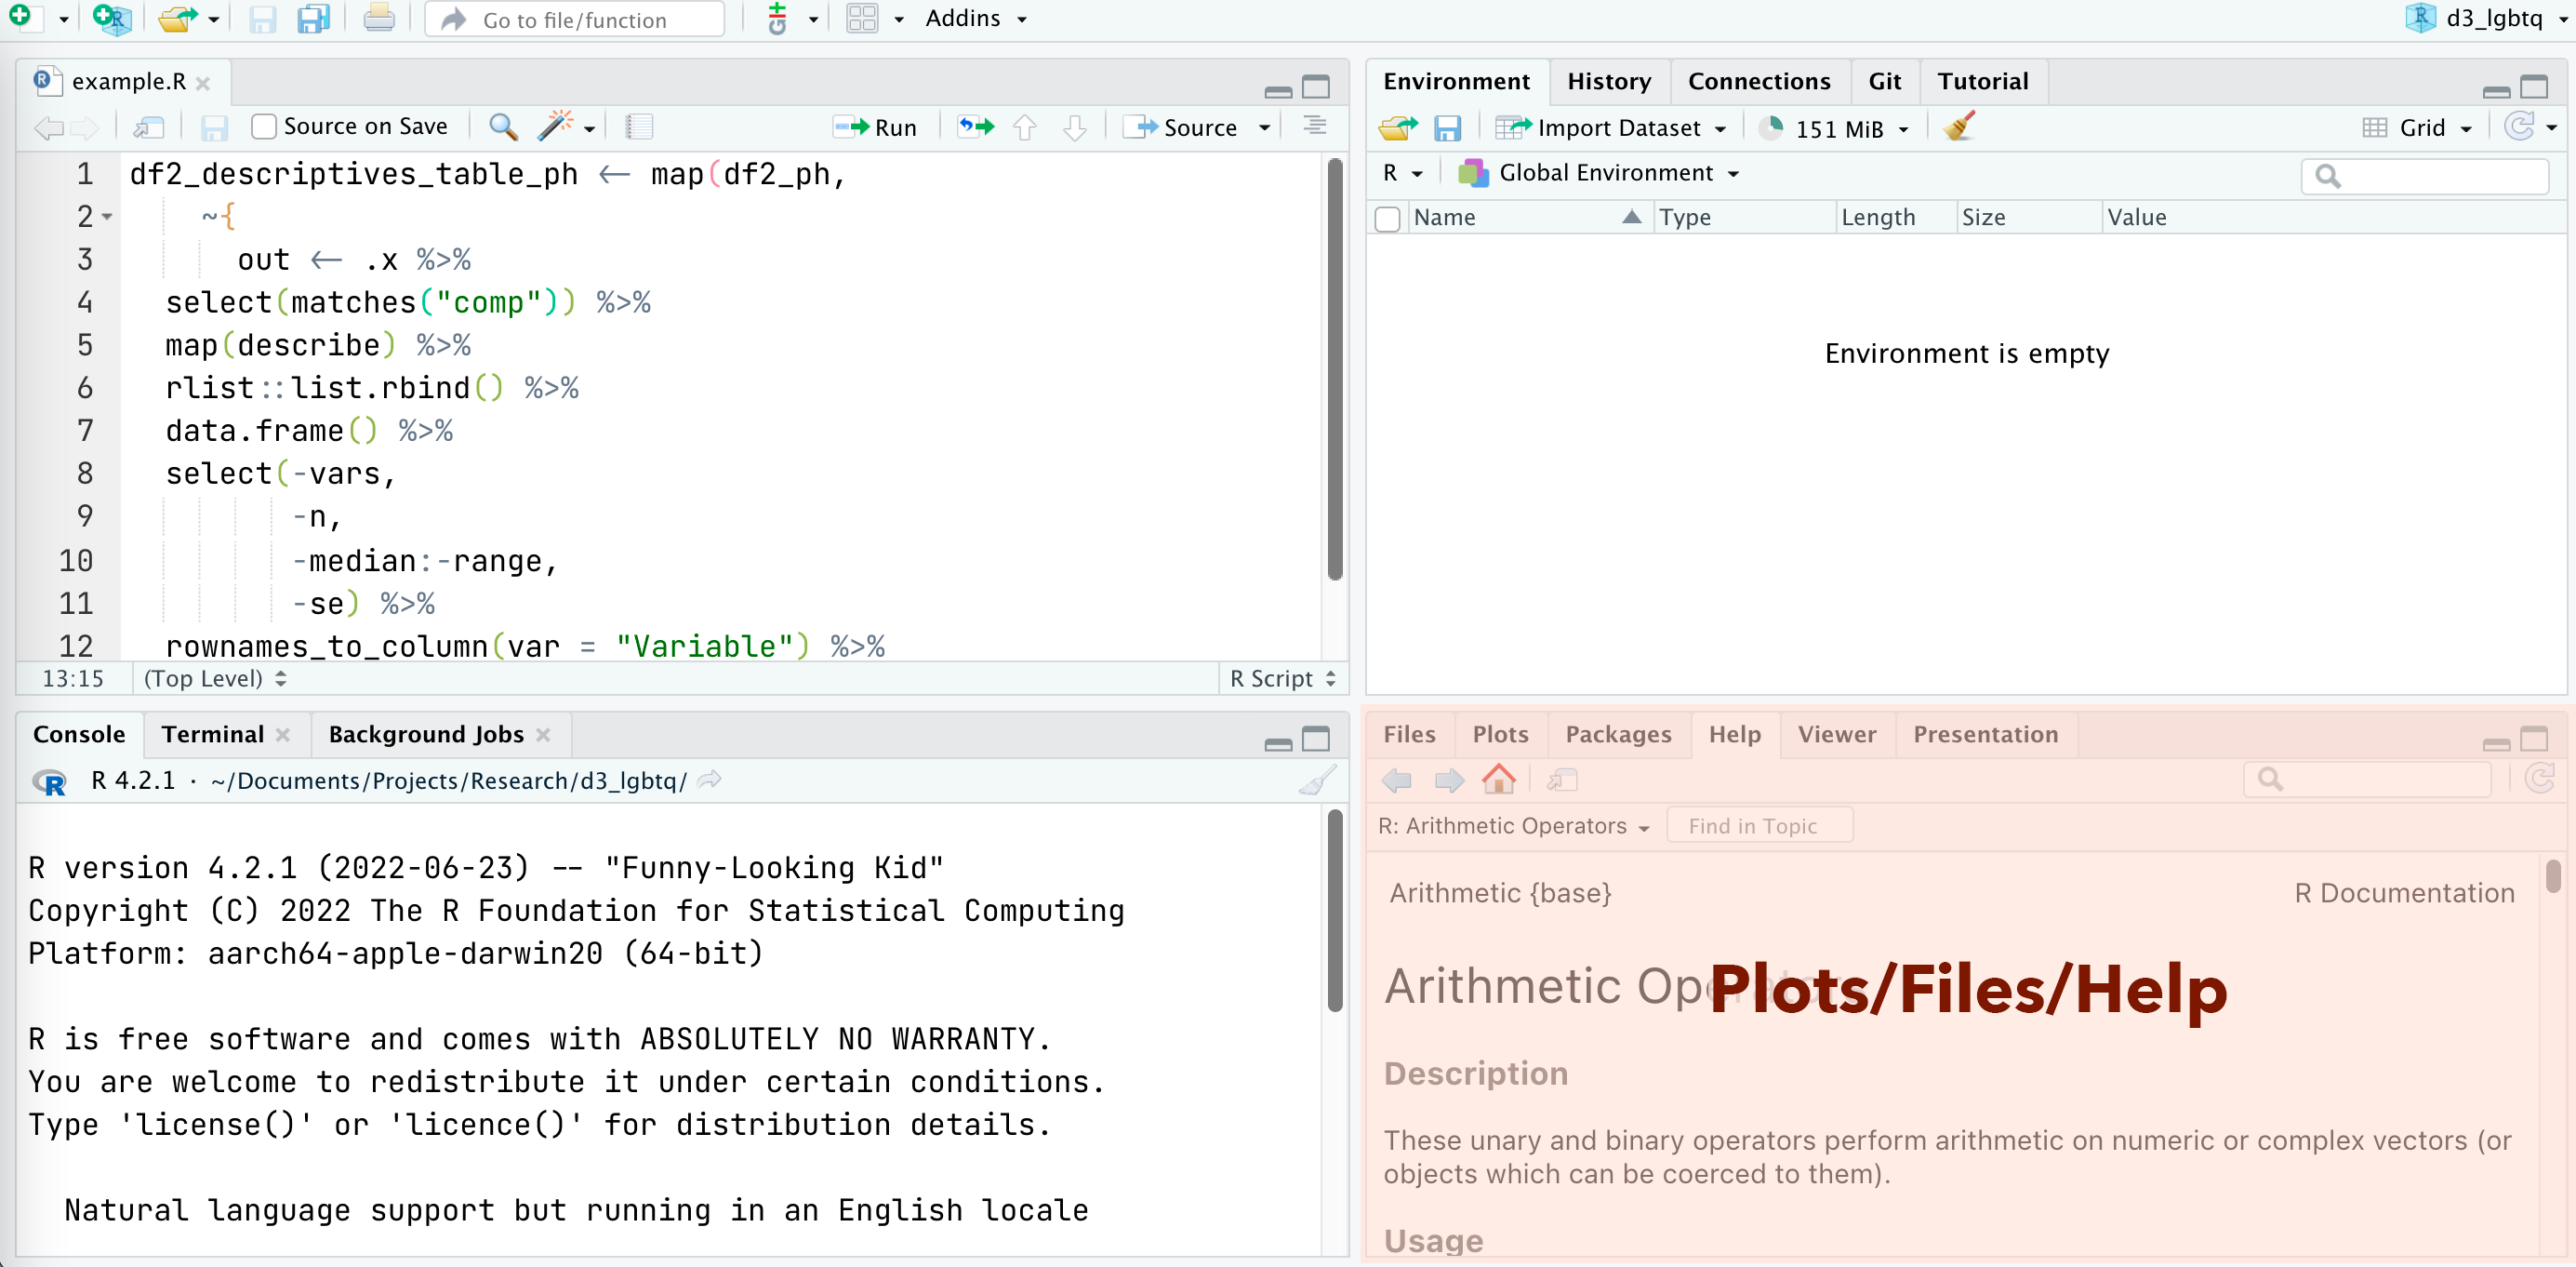 Go to file/function
Git
Addins
d3_lgbtq
example.R
Source on Save
Run
Source
1 df2_descriptives_table_ph <- map(df2_ph,
2 ~{
3 out <- .x %>%
4 select(matches("comp")) %>%
5 map(describe) %>%
6 rlist::list.rbind() %>%
7 data.frame() %>%
8 select(-vars,
9 -n,
10 -median:-range,
11 -se) %>%
12 rownames_to_column(var = "Variable") %>%
13:15 (Top Level) R Script
Environment History Connections Git Tutorial
Import Dataset 151 MiB Grid
R Global Environment
Name Type Length Size Value
Environment is empty
Console Terminal Background Jobs
R 4.2.1 · ~/Documents/Projects/Research/d3_lgbtq/
R version 4.2.1 (2022-06-23) -- "Funny-Looking Kid"
Copyright (C) 2022 The R Foundation for Statistical Computing
Platform: aarch64-apple-darwin20 (64-bit)
R is free software and comes with ABSOLUTELY NO WARRANTY.
You are welcome to redistribute it under certain conditions.
Type 'license()' or 'licence()' for distribution details.
Natural language support but running in an English locale
Files Plots Packages Help Viewer Presentation
R: Arithmetic Operators Find in Topic
Arithmetic {base} R Documentation
Arithmetic Operators
Plots/Files/Help
Description
These unary and binary operators perform arithmetic on numeric or complex vectors (or
objects which can be coerced to them).
Usage